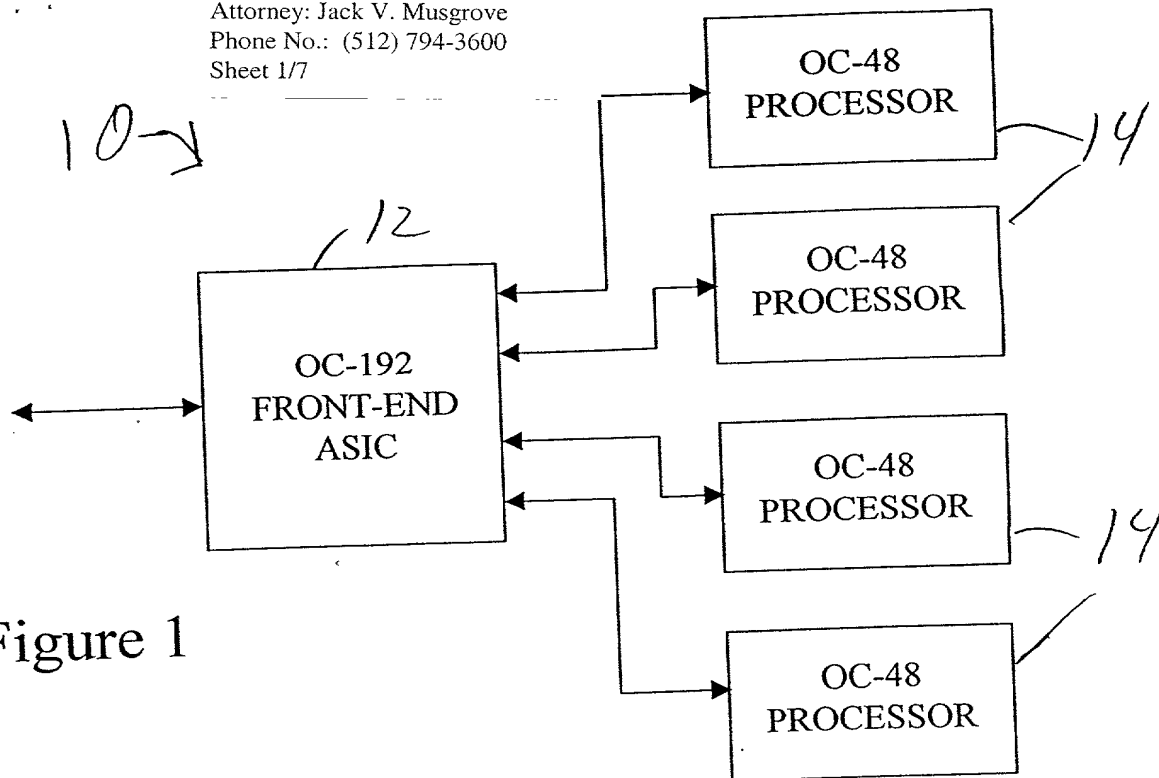 Attorney: Jack V. Musgrove
Phone No.: (512) 794-3600
Sheet 1/7
10
12
OC-192
FRONT-END
ASIC
OC-48
PROCESSOR
14
OC-48
PROCESSOR
OC-48
PROCESSOR
14
OC-48
PROCESSOR
Figure 1